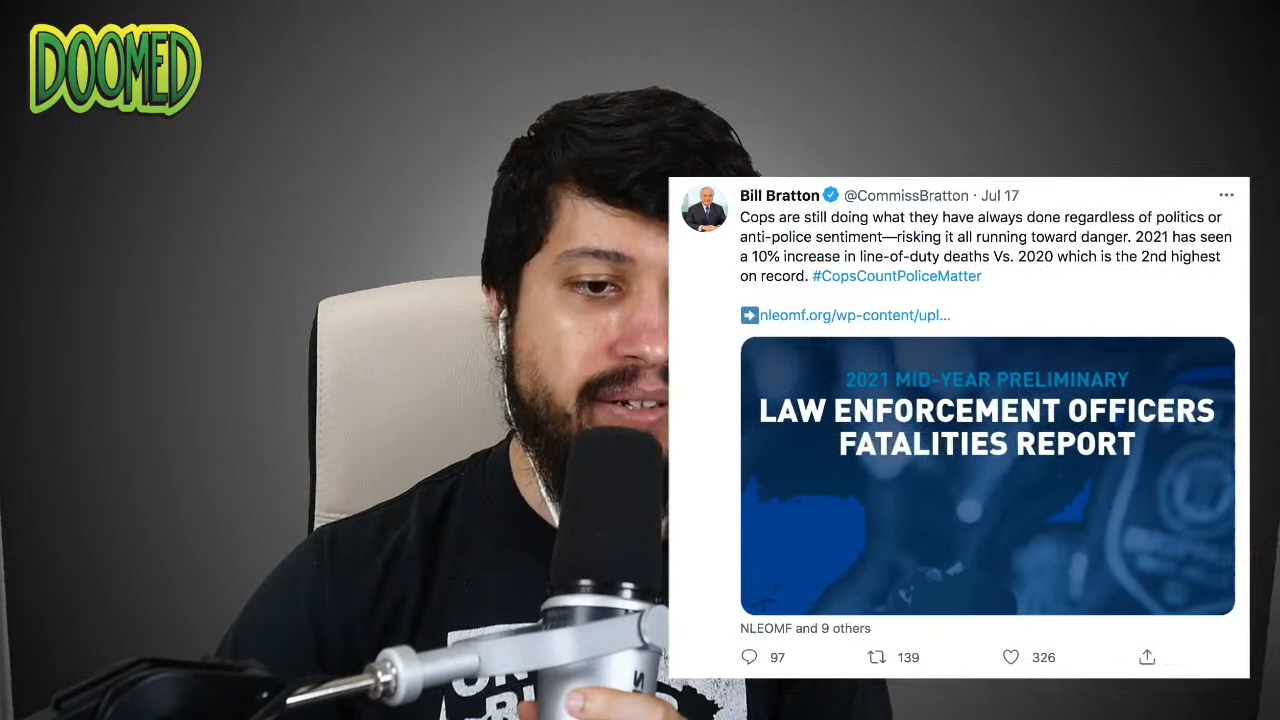 DOOMED
Bill Bratton @CommissBratton · Jul 17
Cops are still doing what they have always done regardless of politics or
anti-police sentiment—risking it all running toward danger. 2021 has seen
a 10% increase in line-of-duty deaths Vs. 2020 which is the 2nd highest
on record. #CopsCountPoliceMatter
nleomf.org/wp-content/upl...
2021 MID-YEAR PRELIMINARY
LAW ENFORCEMENT OFFICERS
FATALITIES REPORT
NLEOMF and 9 others
97 139 326